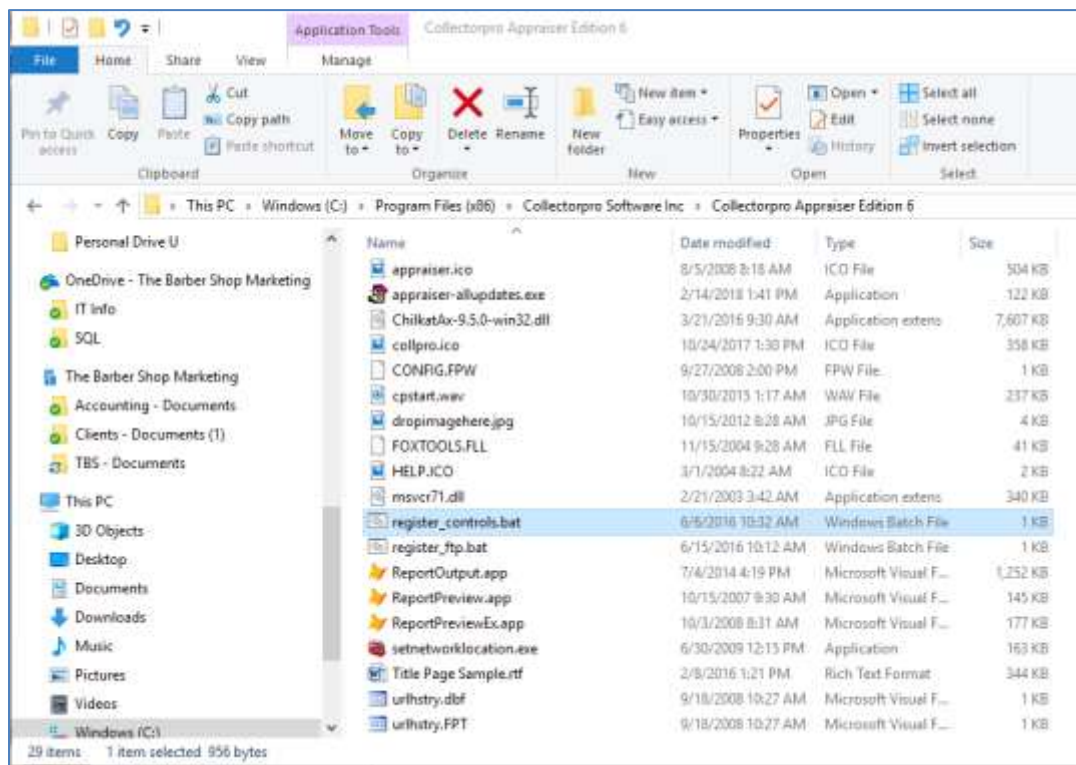 Application Tools Collectorpro Appraiser Edition 6
File Home Share View Manage
Pin to Quick access Copy Paste Cut Copy path Paste shortcut
Move to Copy to Delete Rename New folder New item Easy access
Properties Open Edit History Select all Select none Invert selection
Clipboard Organize New Open Select
This PC Windows (C:) Program Files (x86) Collectorpro Software Inc Collectorpro Appraiser Edition 6
Personal Drive U
OneDrive - The Barber Shop Marketing
IT Info
SQL
The Barber Shop Marketing
Accounting - Documents
Clients - Documents (1)
TBS - Documents
This PC
3D Objects
Desktop
Documents
Downloads
Music
Pictures
Videos
Windows (C:)
Name Date modified Type Size
appraiser.ico 8/5/2008 8:18 AM ICO File 504 KB
appraiser-allupdates.exe 2/14/2018 1:41 PM Application 122 KB
ChilkatAx-9.5.0-win32.dll 3/21/2016 9:30 AM Application extens 7,607 KB
collpro.ico 10/24/2017 1:30 PM ICO File 358 KB
CONFIG.FPW 9/27/2008 2:00 PM FPW File 1 KB
cpstart.wav 10/30/2015 1:17 AM WAV File 237 KB
dropimagehere.jpg 10/15/2012 8:28 AM JPG File 4 KB
FOXTOOLS.FLL 11/15/2004 9:28 AM FLL File 41 KB
HELP.ICO 3/1/2004 8:22 AM ICO File 2 KB
msvcr71.dll 2/21/2003 3:42 AM Application extens 340 KB
register_controls.bat 6/6/2016 10:32 AM Windows Batch File 1 KB
register_ftp.bat 6/15/2016 10:12 AM Windows Batch File 1 KB
ReportOutput.app 7/4/2014 4:19 PM Microsoft Visual F... 1,252 KB
ReportPreview.app 10/15/2007 9:30 AM Microsoft Visual F... 145 KB
ReportPreviewEx.app 10/3/2008 8:31 AM Microsoft Visual F... 177 KB
setnetworklocation.exe 6/30/2009 12:15 PM Application 163 KB
Title Page Sample.rtf 2/8/2016 1:21 PM Rich Text Format 344 KB
urlhstry.dbf 9/18/2008 10:27 AM Microsoft Visual F... 1 KB
urlhstry.FPT 9/18/2008 10:27 AM Microsoft Visual F... 1 KB
29 items 1 item selected 956 bytes